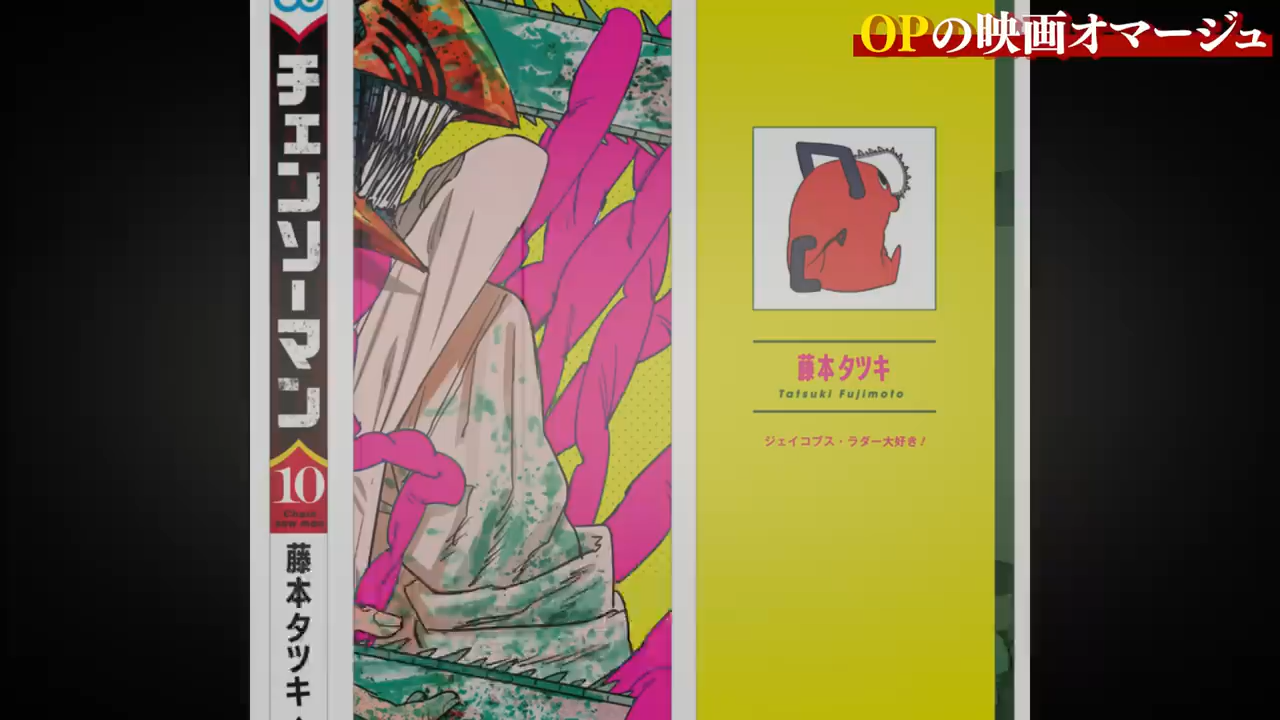 OPの映画オマージュ
チェンソーマン
10
Chain
saw man
藤本タツキ
藤本タツキ
Tatsuki Fujimoto
ジェイコブス・ラダー大好き!